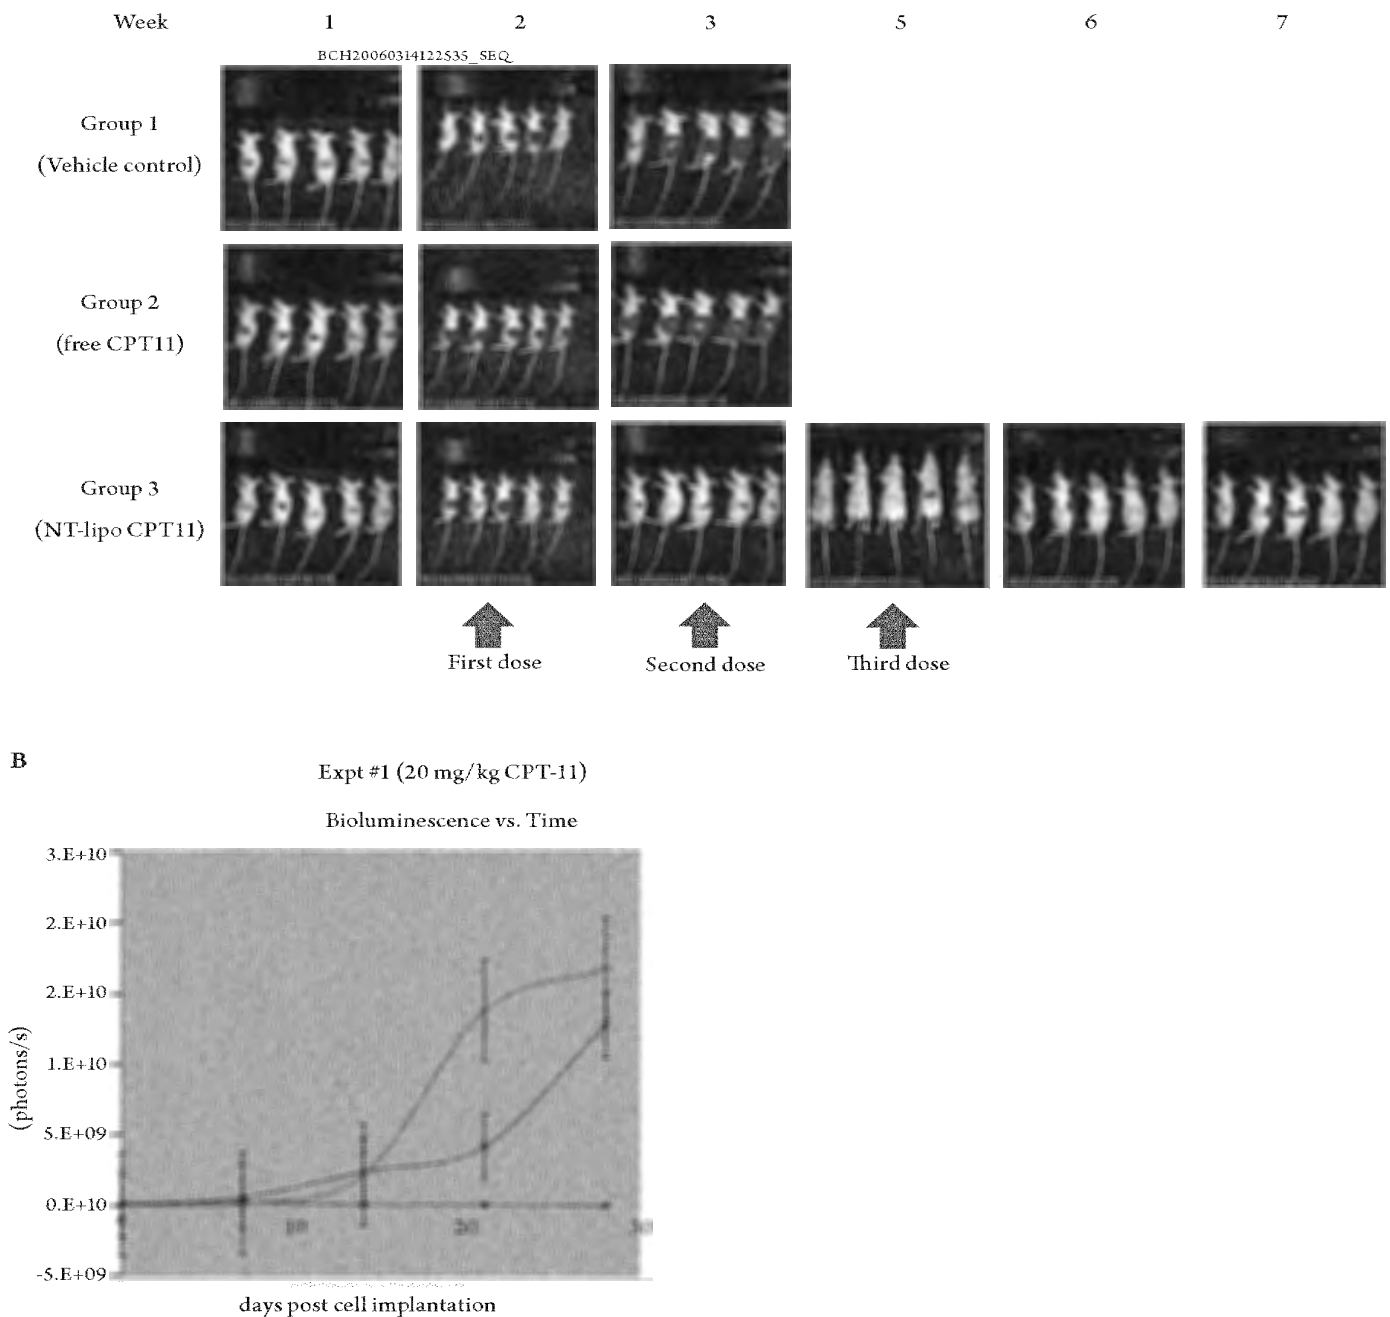 Week 1 2 3 5 6 7
BCH20060314122535_SEQ
Group 1
(Vehicle control)
Group 2
(free CPT11)
Group 3
(NT-lipo CPT11)
First dose
Second dose
Third dose
B
Expt #1 (20 mg/kg CPT-11)
Bioluminescence vs. Time
3.E+10
2.E+10
2.E+10
1.E+10
5.E+09
0.E+10
-5.E+09
(photons/s)
10 20
days post cell implantation